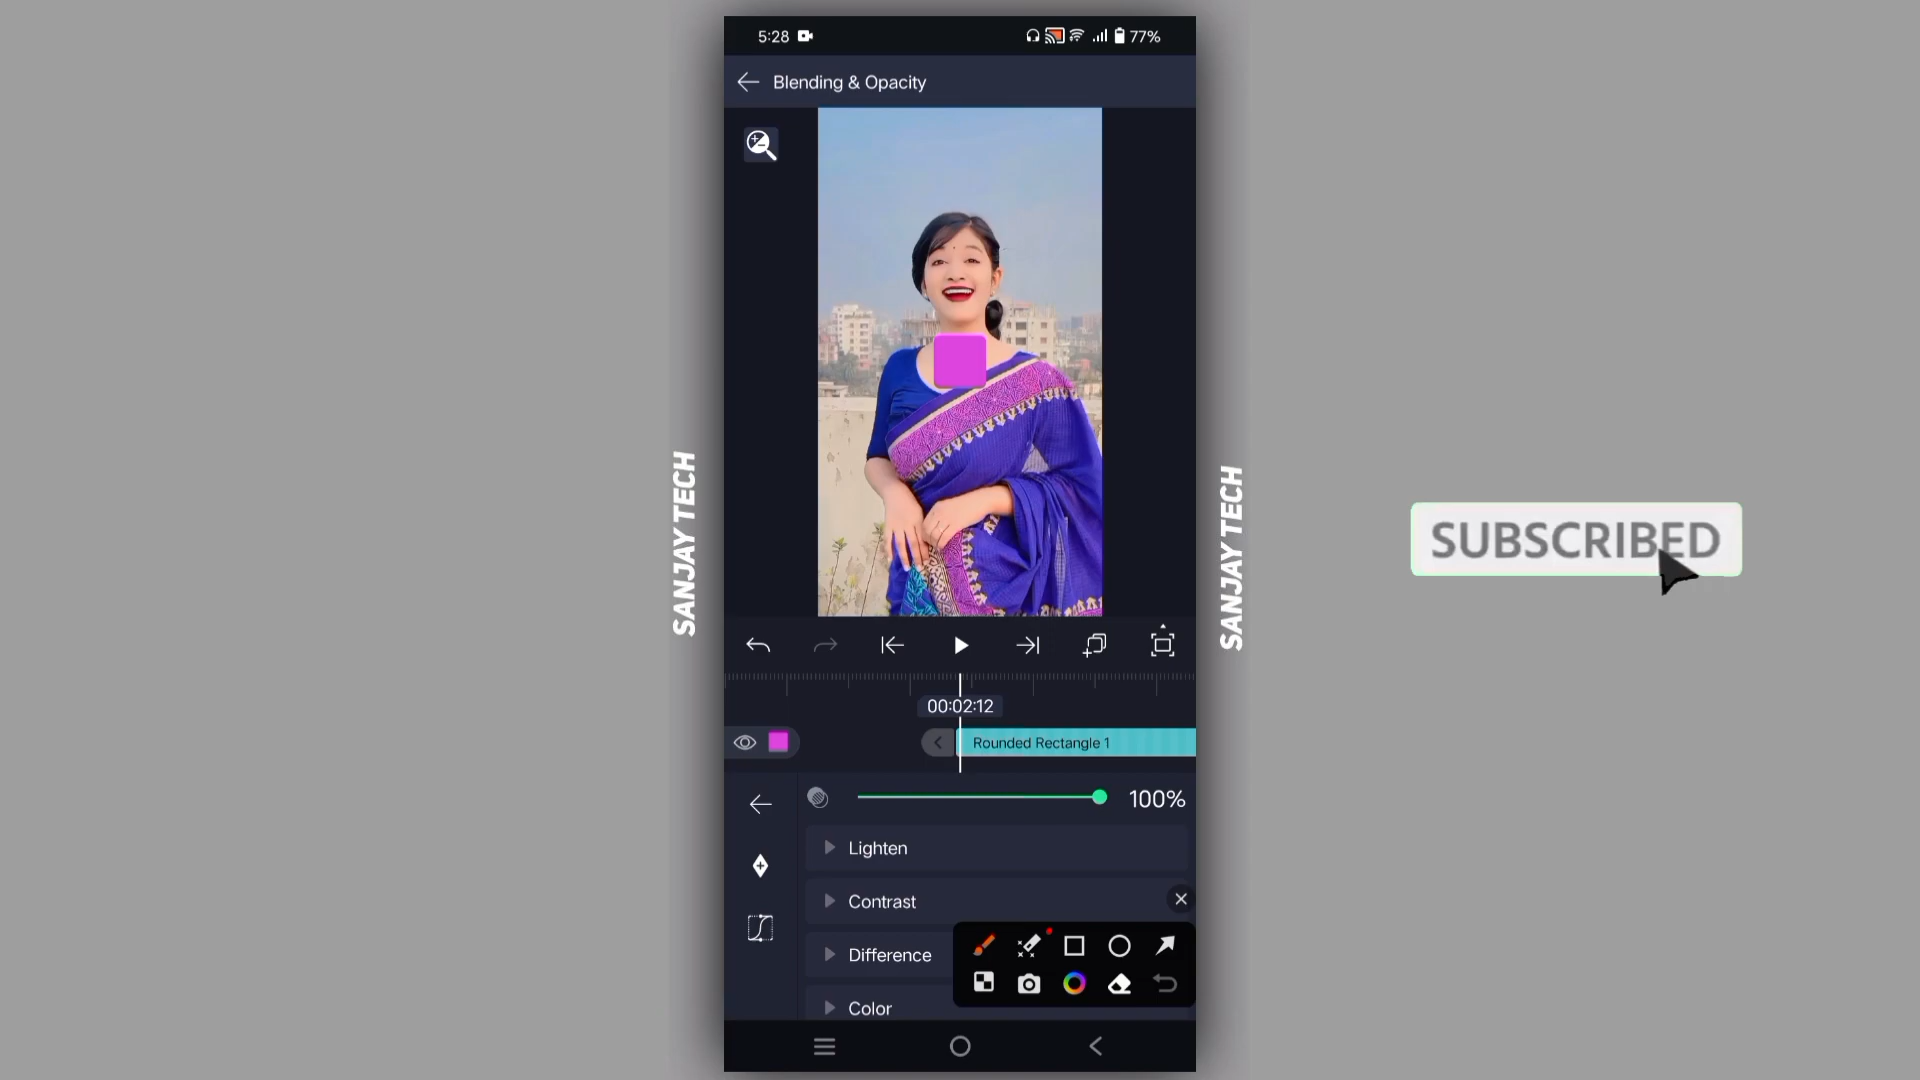 5:28
77%
Blending & Opacity
SANJAY TECH
SANJAY TECH
SUBSCRIBED
00:02:12
Rounded Rectangle 1
100%
Lighten
Contrast
Difference
Color